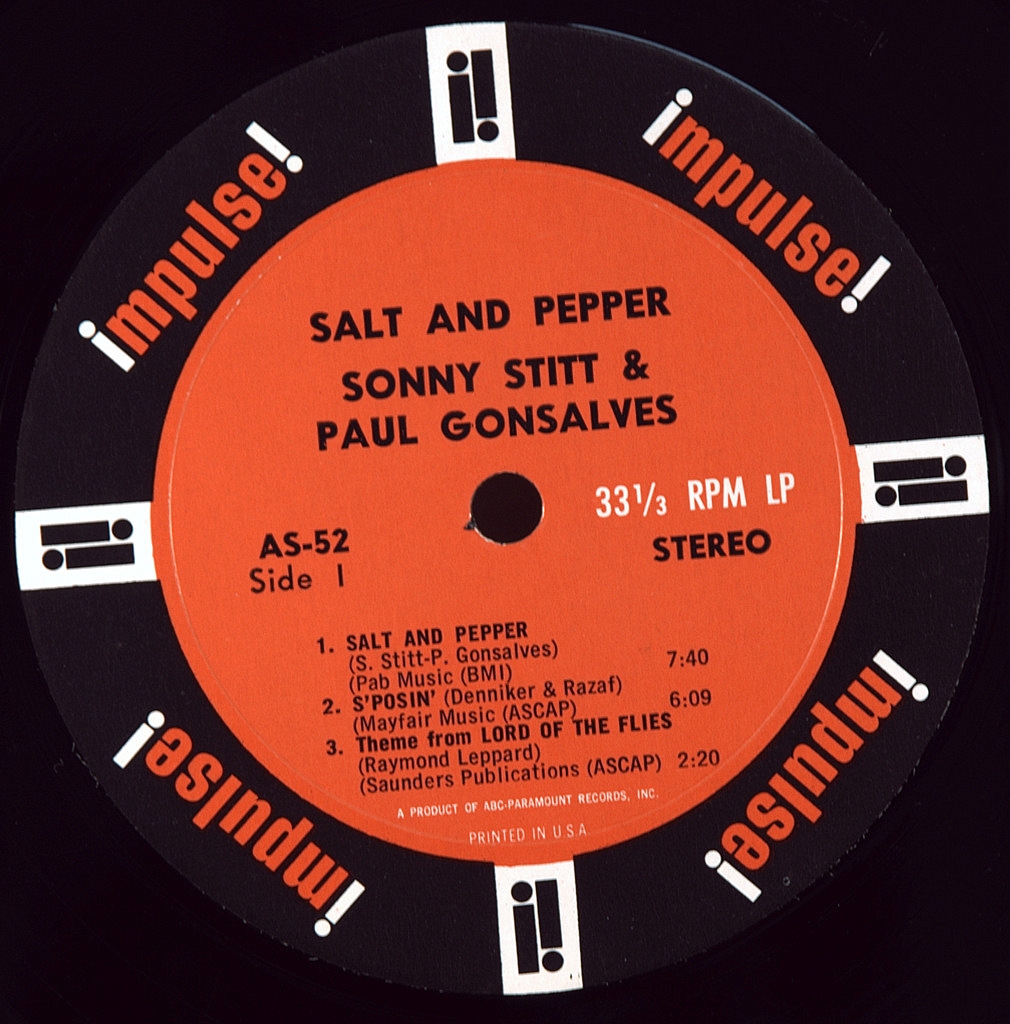 impulse!
impulse!
SALT AND PEPPER
SONNY STITT &
PAUL GONSALVES
33⅓ RPM LP
AS-52
STEREO
Side 1
1. SALT AND PEPPER
(S. Stitt-P. Gonsalves)
(Pab Music (BMI) 7:40
2. S'POSIN' (Denniker & Razaf)
(Mayfair Music (ASCAP) 6:09
3. Theme from LORD OF THE FLIES
(Raymond Leppard)
(Saunders Publications (ASCAP) 2:20
A PRODUCT OF ABC-PARAMOUNT RECORDS, INC.
PRINTED IN U.S.A
impulse!
impulse!